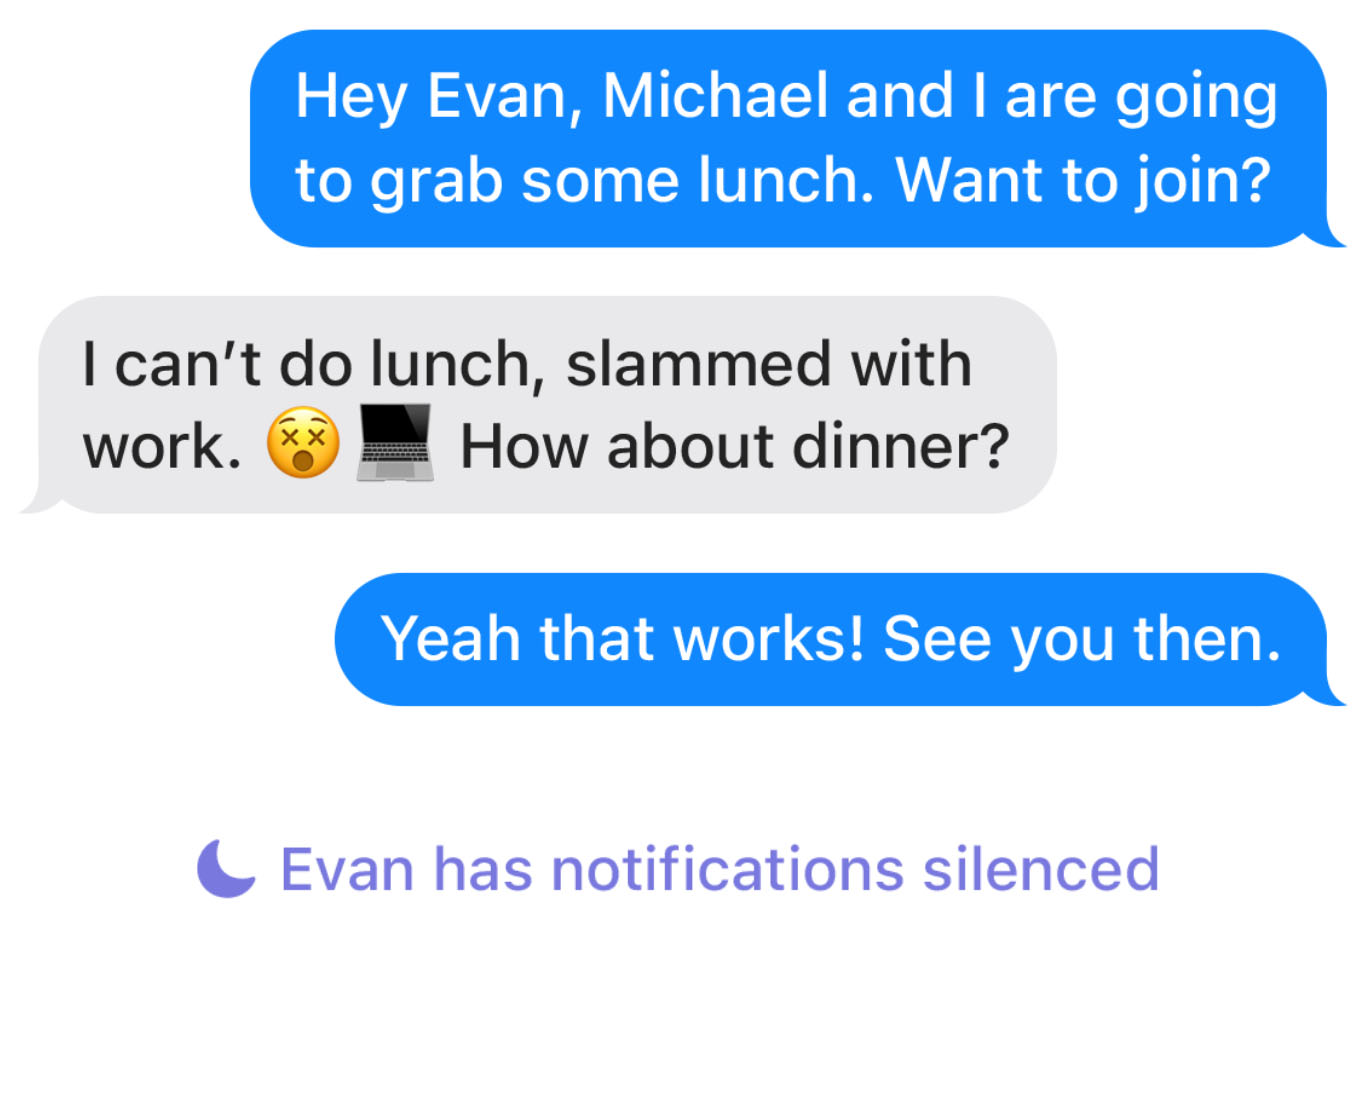 Hey Evan, Michael and I are going
to grab some lunch. Want to join?
I can’t do lunch, slammed with
work. 😵💻 How about dinner?
Yeah that works! See you then.
Evan has notifications silenced